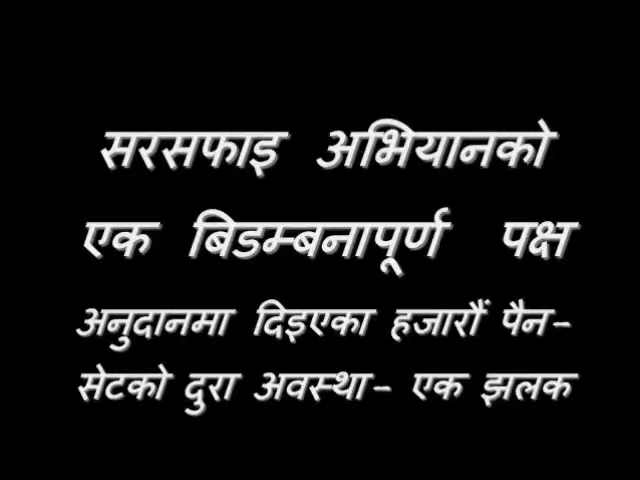 सरसफाइ अभियानको
एक बिडम्बनापूर्ण पक्ष
अनुदानमा दिइएका हजारौं पैन-
सेटको दुरा अवस्था- एक झलक